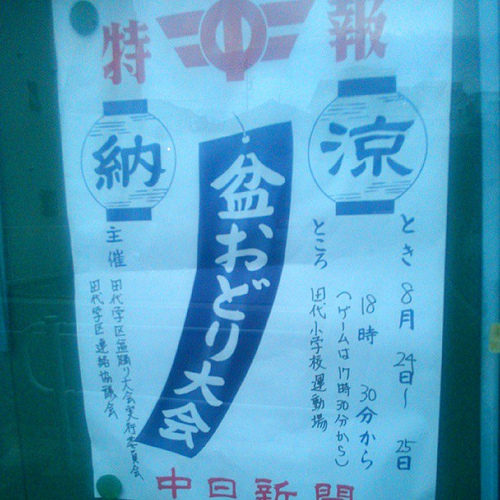 特 報
涼
納
盆おどり大会
とき 8月 24日～ 25日
18時 30分から
(ゲームは17時30分から)
ところ
田代小学校運動場
主催 田代学区盆踊り大会実行委員会
田代学区連絡協議会
中日新聞